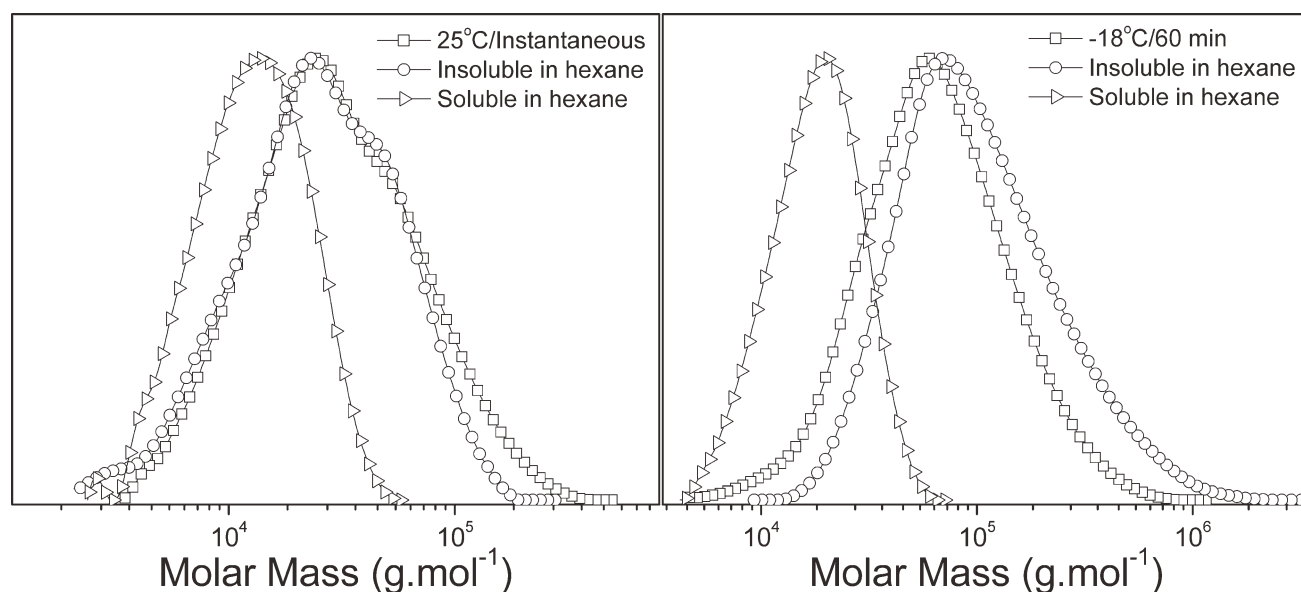 25°C/Instantaneous
Insoluble in hexane
Soluble in hexane
10⁴
10⁵
Molar Mass (g.mol⁻¹)
-18°C/60 min
Insoluble in hexane
Soluble in hexane
10⁴
10⁵
10⁶
Molar Mass (g.mol⁻¹)